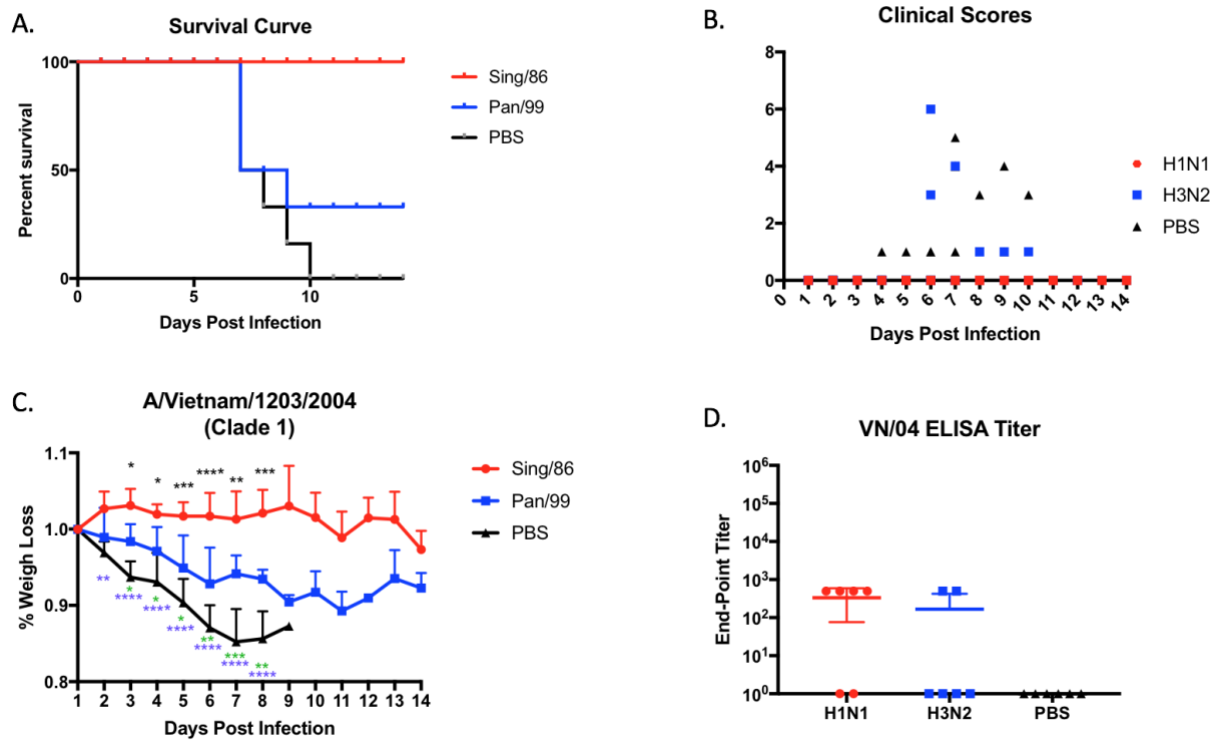 A.
Survival Curve
Percent survival
100
50
0
0 5 10
Days Post Infection
Sing/86
Pan/99
PBS
B.
Clinical Scores
8
6
4
2
0
0 1 2 3 4 5 6 7 8 9 10 11 12 13 14
Days Post Infection
H1N1
H3N2
PBS
C.
A/Vietnam/1203/2004
(Clade 1)
% Weigh Loss
1.1
1.0
0.9
0.8
* * *** **** ** ***
** * * * ** *** **
**** **** **** **** **** ****
1 2 3 4 5 6 7 8 9 10 11 12 13 14
Days Post Infection
Sing/86
Pan/99
PBS
D.
VN/04 ELISA Titer
End-Point Titer
10⁶
10⁵
10⁴
10³
10²
10¹
10⁰
H1N1 H3N2 PBS